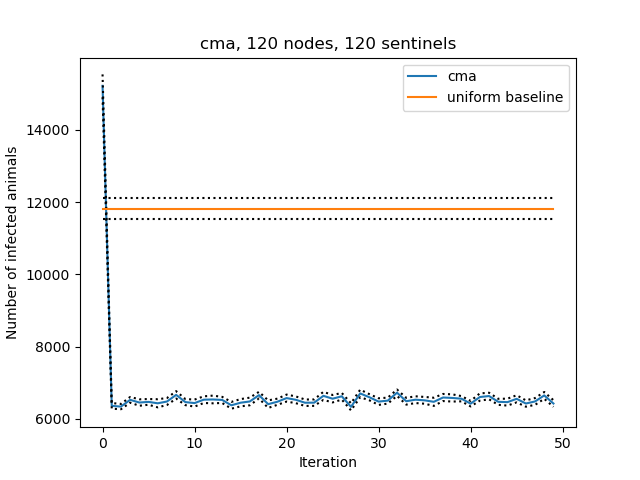 cma, 120 nodes, 120 sentinels
cma
uniform baseline
Number of infected animals
14000
12000
10000
8000
6000
0 10 20 30 40 50
Iteration